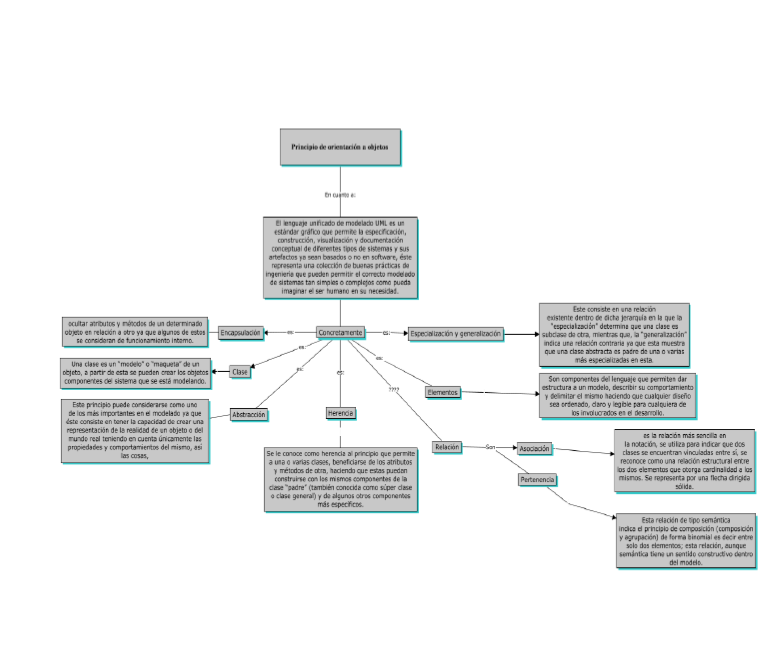 Principio de orientación a objetos
En cuanto a:
El lenguaje unificado de modelado UML es un
estándar gráfico que permite la especificación,
construcción, visualización y documentación
conceptual de diferentes tipos de sistemas y sus
artefactos ya sean basados o no en software, éste
representa una colección de buenas prácticas de
ingeniería que pueden permitir el correcto modelado
de sistemas tan simples o complejos como pueda
imaginar el ser humano en su necesidad.
ocultar atributos y métodos de un determinado
objeto en relación a otro ya que algunos de estos
se consideran de funcionamiento interno.
Encapsulación
es:
Concretamente
es:
Especialización y generalización
Este consiste en una relación
existente dentro de dicha jerarquía en la que la
"especialización" determina que una clase es
subclase de otra, mientras que, la "generalización"
indica una relación contraria ya que esta muestra
que una clase abstracta es padre de una o varias
más especializadas en esta.
Una clase es un "modelo" o "maqueta" de un
objeto, a partir de esta se pueden crear los objetos
componentes del sistema que se está modelando.
Clase
es:
es:
es:
es:
????
Elementos
Son componentes del lenguaje que permiten dar
estructura a un modelo, describir su comportamiento
y delimitar el mismo haciendo que cualquier diseño
sea ordenado, claro y legible para cualquiera de
los involucrados en el desarrollo.
Este principio puede considerarse como uno
de los más importantes en el modelado ya que
éste consiste en tener la capacidad de crear una
representación de la realidad de un objeto o del
mundo real teniendo en cuenta únicamente las
propiedades y comportamientos del mismo, así
las cosas,
Abstracción
Herencia
Se le conoce como herencia al principio que permite
a una o varias clases, beneficiarse de los atributos
y métodos de otra, haciendo que estas puedan
construirse con los mismos componentes de la
clase "padre" (también conocida como súper clase
o clase general) y de algunos otros componentes
más específicos.
Relación
Son
Asociación
es la relación más sencilla en
la notación, se utiliza para indicar que dos
clases se encuentran vinculadas entre sí, se
reconoce como una relación estructural entre
los dos elementos que otorga cardinalidad a los
mismos. Se representa por una flecha dirigida
sólida.
Pertenencia
Esta relación de tipo semántica
indica el principio de composición (composición
y agrupación) de forma binomial es decir entre
solo dos elementos; esta relación, aunque
semántica tiene un sentido constructivo dentro
del modelo.